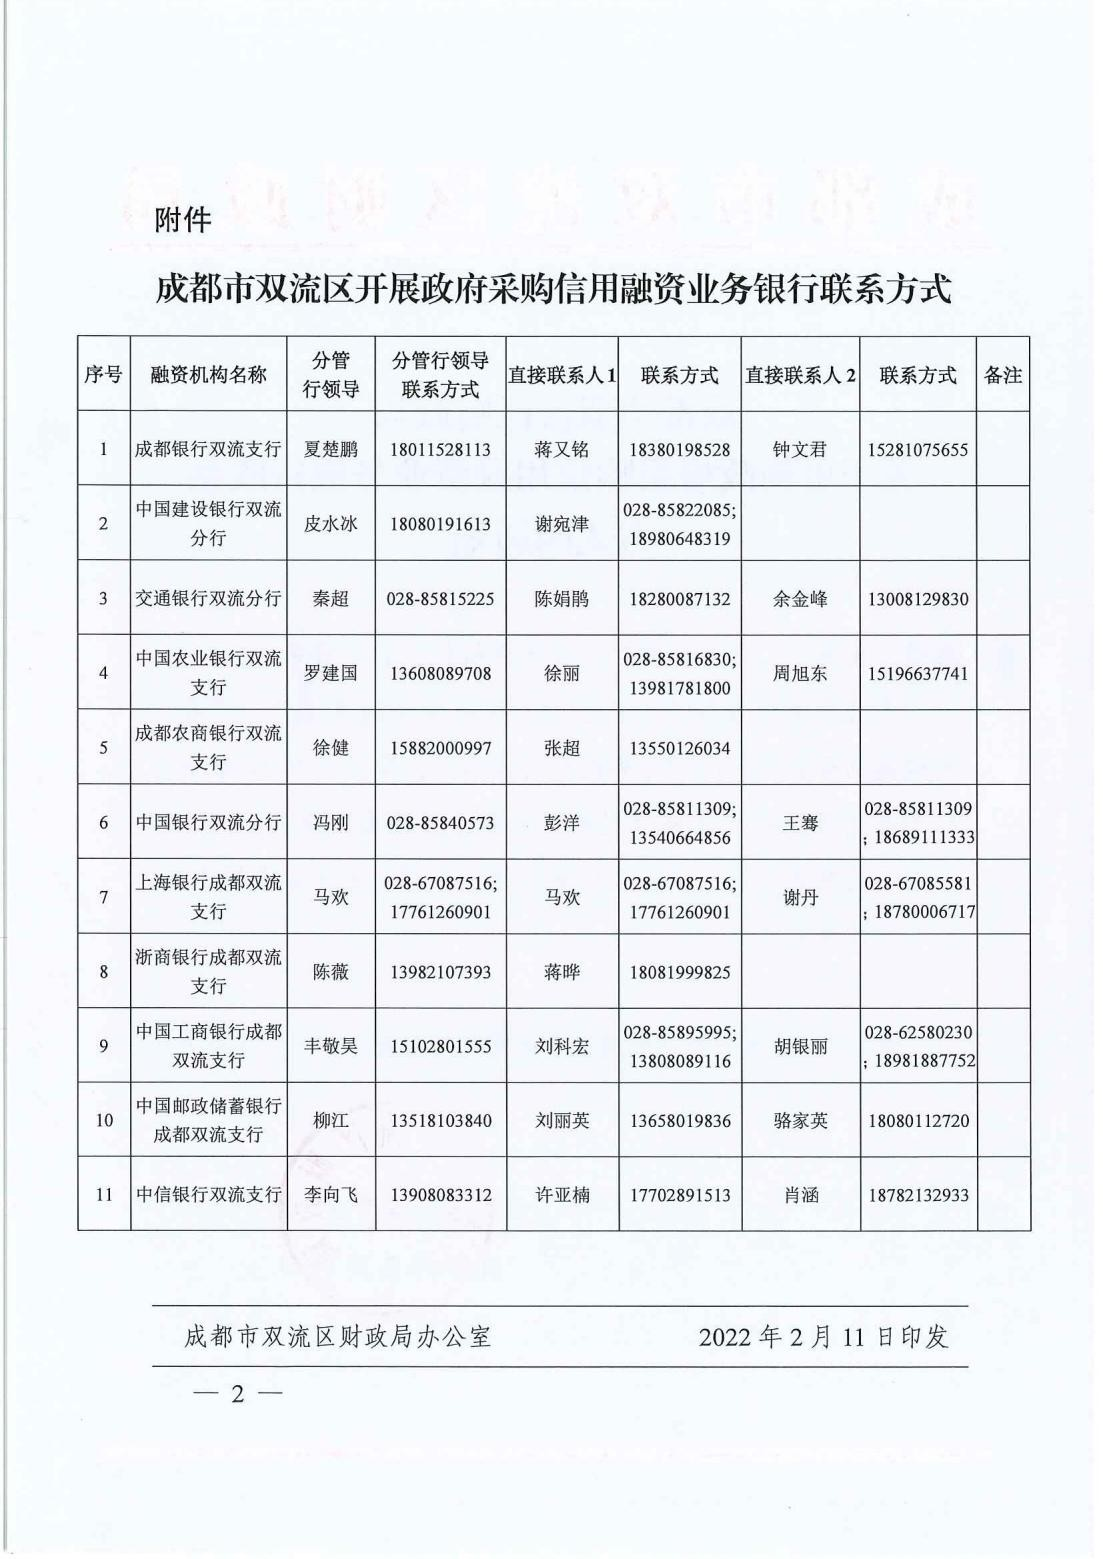 附件
成都市双流区开展政府采购信用融资业务银行联系方式
序号 融资机构名称 分管行领导 分管行领导联系方式 直接联系人1 联系方式 直接联系人2 联系方式 备注
1 成都银行双流支行 夏楚鹏 18011528113 蒋又铭 18380198528 钟文君 15281075655
2 中国建设银行双流分行 皮水冰 18080191613 谢宛津 028-85822085; 18980648319
3 交通银行双流分行 秦超 028-85815225 陈娟鹃 18280087132 余金峰 13008129830
4 中国农业银行双流支行 罗建国 13608089708 徐丽 028-85816830; 13981781800 周旭东 15196637741
5 成都农商银行双流支行 徐健 15882000997 张超 13550126034
6 中国银行双流分行 冯刚 028-85840573 彭洋 028-85811309; 13540664856 王骞 028-85811309; 18689111333
7 上海银行成都双流支行 马欢 028-67087516; 17761260901 马欢 028-67087516; 17761260901 谢丹 028-67085581; 18780006717
8 浙商银行成都双流支行 陈薇 13982107393 蒋晔 18081999825
9 中国工商银行成都双流支行 丰敬昊 15102801555 刘科宏 028-85895995; 13808089116 胡银丽 028-62580230; 18981887752
10 中国邮政储蓄银行成都双流支行 柳江 13518103840 刘丽英 13658019836 骆家英 18080112720
11 中信银行双流支行 李向飞 13908083312 许亚楠 17702891513 肖涵 18782132933
成都市双流区财政局办公室 2022年2月11日印发
— 2 —